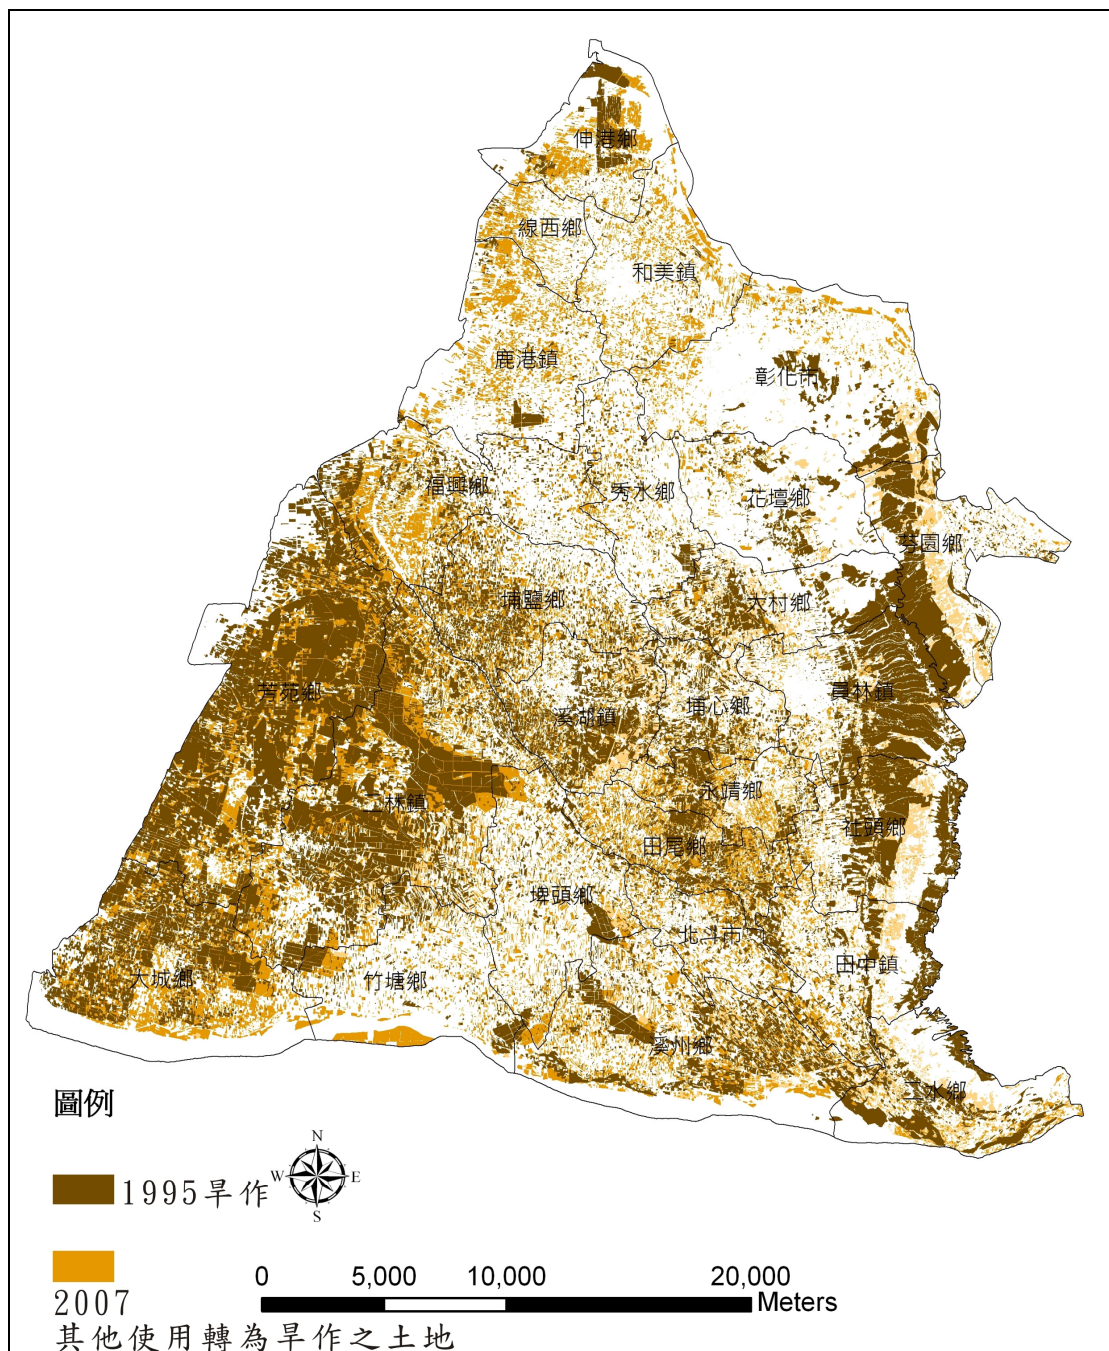 伸港鄉
線西鄉
和美鎮
鹿港鎮
彰化市
福興鄉
秀水鄉
花壇鄉
芬園鄉
埔鹽鄉
大村鄉
芳苑鄉
溪湖鎮
埔心鄉
員林鎮
二林鎮
永靖鄉
田尾鄉
社頭鄉
埤頭鄉
北斗市
田中鎮
大城鄉
竹塘鄉
溪州鄉
二水鄉
圖例
N
W
E
S
1995旱作
2007
其他使用轉為旱作之土地
0 5,000 10,000 20,000
Meters